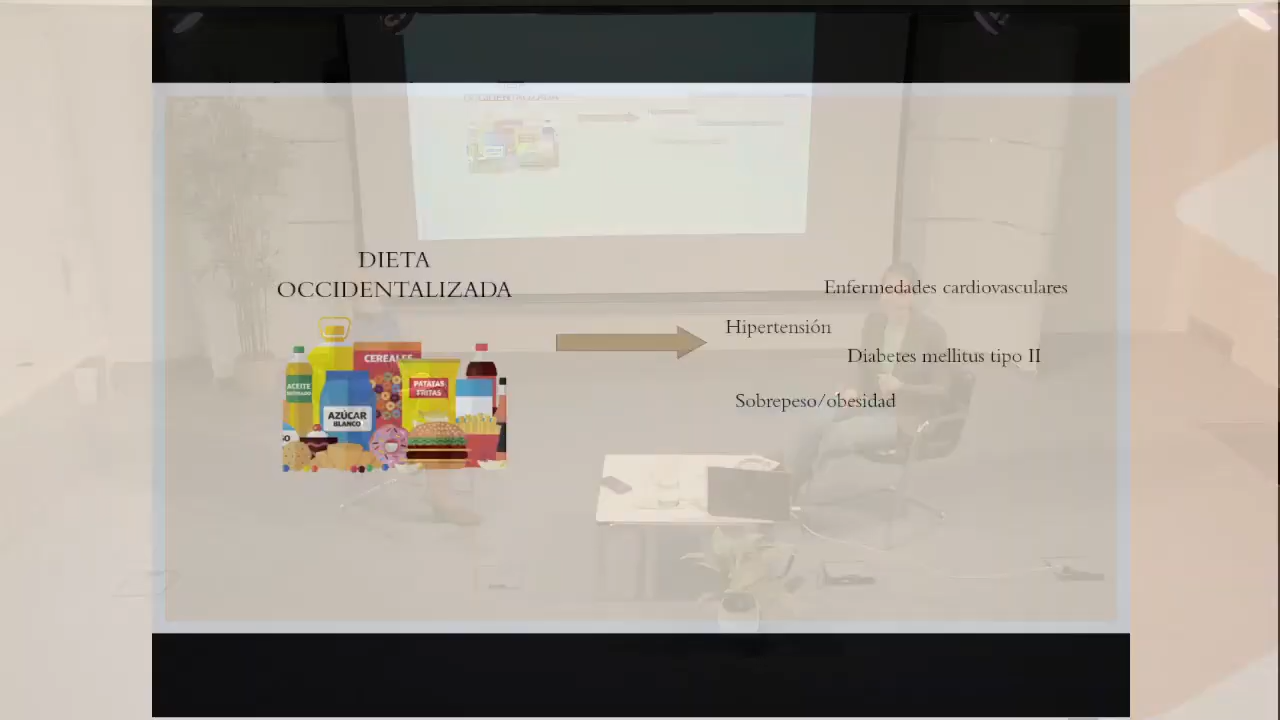 DIETA
OCCIDENTALIZADA
Enfermedades cardiovasculares
Hipertensión
Diabetes mellitus tipo II
Sobrepeso/obesidad
CEREALES
ACEITE
PATATAS
FRITAS
AZÚCAR
BLANCO